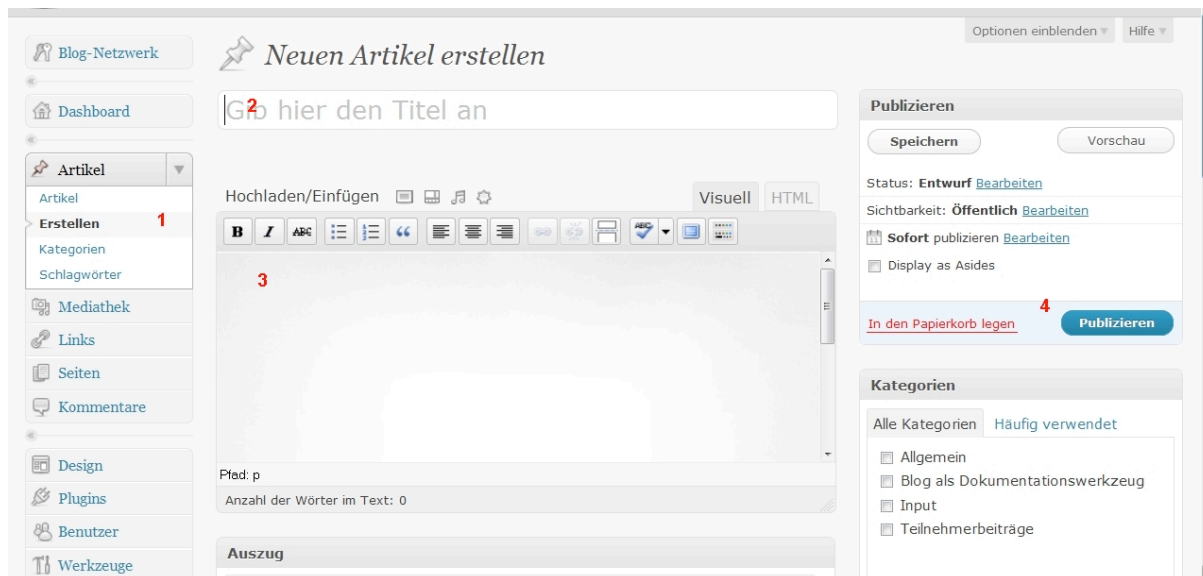 Optionen einblenden Hilfe
Blog-Netzwerk
Dashboard
Artikel
Artikel
Erstellen 1
Kategorien
Schlagwörter
Mediathek
Links
Seiten
Kommentare
Design
Plugins
Benutzer
Werkzeuge
Neuen Artikel erstellen
Gib hier den Titel an
2
Hochladen/Einfügen
Visuell HTML
B I ABC ABC
3
Pfad: p
Anzahl der Wörter im Text: 0
Auszug
Publizieren
Speichern Vorschau
Status: Entwurf Bearbeiten
Sichtbarkeit: Öffentlich Bearbeiten
Sofort publizieren Bearbeiten
Display as Asides
4
In den Papierkorb legen Publizieren
Kategorien
Alle Kategorien Häufig verwendet
Allgemein
Blog als Dokumentationswerkzeug
Input
Teilnehmerbeiträge